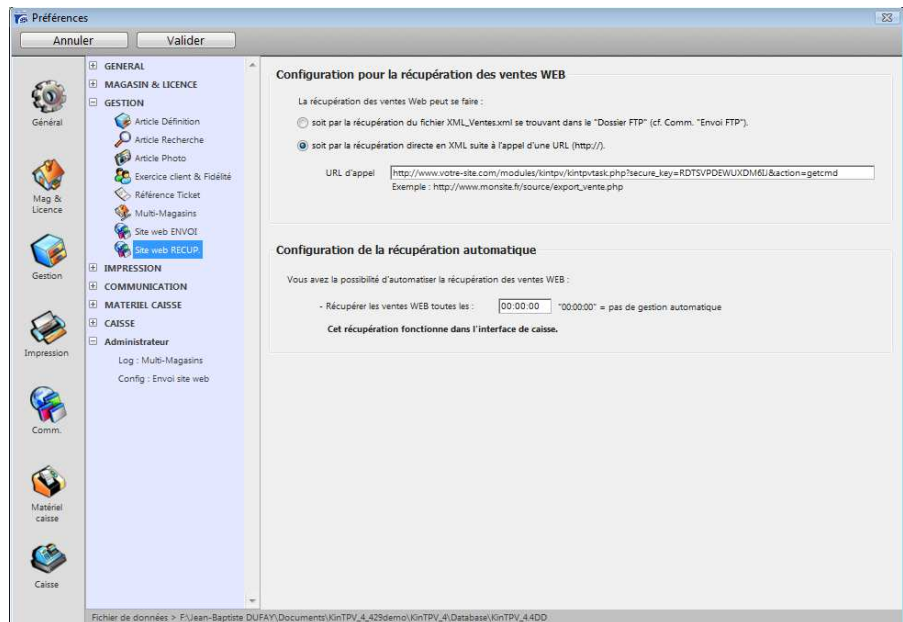 Préférences
Annuler
Valider
Général
Mag &
Licence
Gestion
Impression
Comm.
Matériel
caisse
Caisse
GENERAL
MAGASIN & LICENCE
GESTION
Article Définition
Article Recherche
Article Photo
Exercice client & Fidélité
Référence Ticket
Multi-Magasins
Site web ENVOI
Site web RECUP.
IMPRESSION
COMMUNICATION
MATERIEL CAISSE
CAISSE
Administrateur
Log : Multi-Magasins
Config : Envoi site web
Configuration pour la récupération des ventes WEB
La récupération des ventes Web peut se faire :
soit par la récupération du fichier XML_Ventes.xml se trouvant dans le "Dossier FTP" (cf. Comm. "Envoi FTP").
soit par la récupération directe en XML suite à l'appel d'une URL (http://).
URL d'appel http://www.votre-site.com/modules/kintpv/kintpvtask.php?secure_key=RDTSVPDEWUXDM6IJ&action=getcmd
Exemple : http://www.monsite.fr/source/export_vente.php
Configuration de la récupération automatique
Vous avez la possibilité d'automatiser la récupération des ventes WEB :
- Récupérer les ventes WEB toutes les : 00:00:00 "00:00:00" = pas de gestion automatique
Cet récupération fonctionne dans l'interface de caisse.
Fichier de données > F:\Jean-Baptiste DUFAY\Documents\KinTPV_4_429demo\KinTPV_4\Database\KinTPV_4.4DD